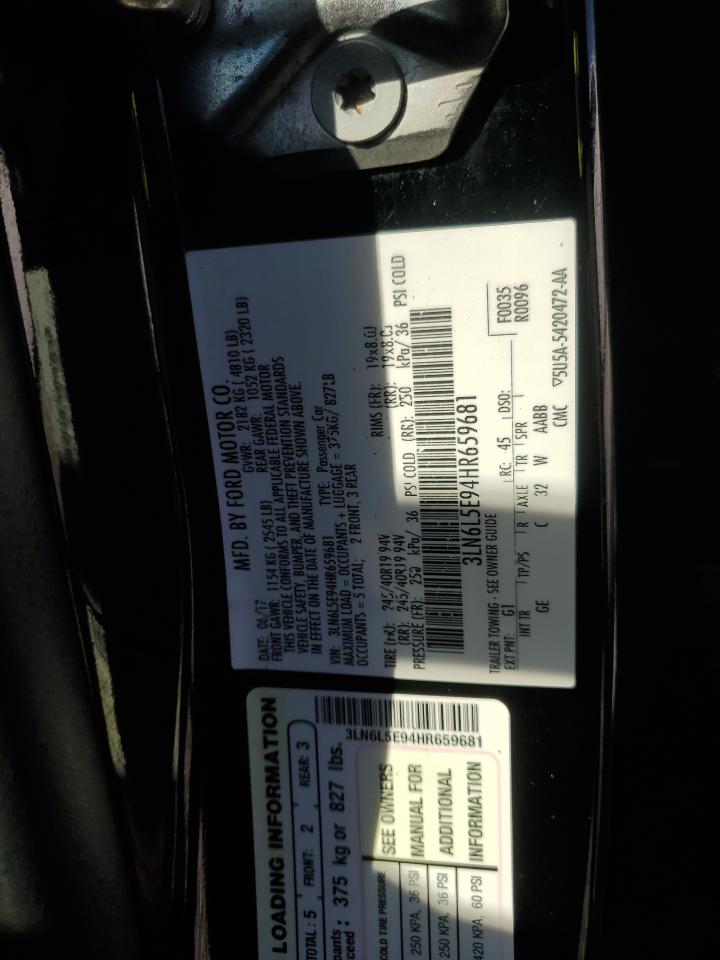 MFD. BY FORD MOTOR CO.
DATE: 06/17 GVWR: 2182 KG ( 4810 LB)
FRONT GAWR: 1154 KG ( 2545 LB) REAR GAWR: 1052 KG ( 2320 LB)
THIS VEHICLE CONFORMS TO ALL APPLICABLE FEDERAL MOTOR
VEHICLE SAFETY, BUMPER, AND THEFT PREVENTION STANDARDS
IN EFFECT ON THE DATE OF MANUFACTURE SHOWN ABOVE.
VIN: 3LN6L5E94HR659681 TYPE: Passenger Car
MAXIMUM LOAD = OCCUPANTS + LUGGAGE = 375KG/ 827LB
OCCUPANTS = 5 TOTAL: 2 FRONT, 3 REAR
TIRE (FR): 245/40R19 94V RIMS (FR): 19x8.0J
(RR): 245/40R19 94V (RR): 19x8.0J
PRESSURE (FR): 250 kPa/ 36 PSI COLD (RR): 250 kPa/ 36 PSI COLD
3LN6L5E94HR659681
TRAILER TOWING - SEE OWNER GUIDE F0035
EXT PNT: G1 RC: 45 DSO: R0096
INT TR TP/PS R AXLE TR SPR
GE C 32 W AABB
CMC ▽5U5A-5420472-AA
LOADING INFORMATION
3LN6L5E94HR659681
TOTAL : 5 FRONT: 2 REAR: 3
pants :
xceed : 375 kg or 827 lbs.
COLD TIRE PRESSURE
250 KPA, 36 PSI
250 KPA, 36 PSI
420 KPA, 60 PSI
SEE OWNERS
MANUAL FOR
ADDITIONAL
INFORMATION